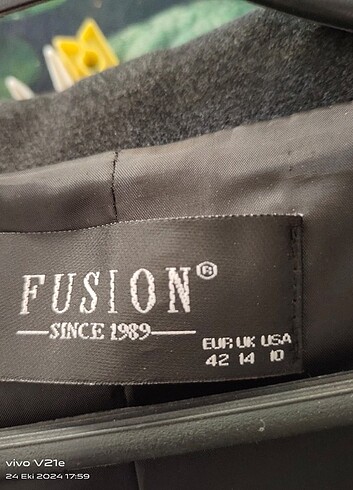 FUSION®
SINCE 1989
EUR UK USA
42 14 10
vivo V21e
24 Eki 2024 17:59